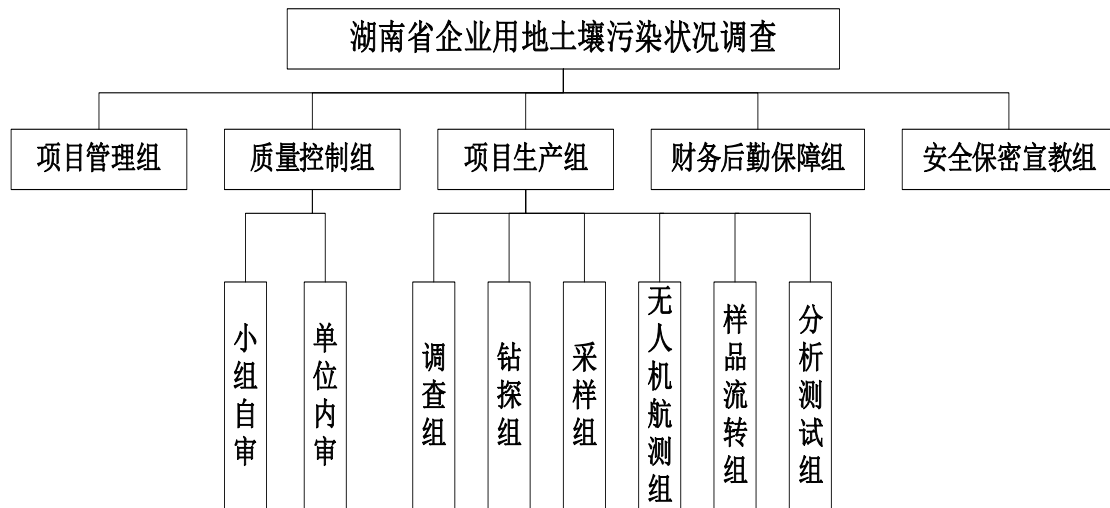 湖南省企业用地土壤污染状况调查
项目管理组
质量控制组
项目生产组
财务后勤保障组
安全保密宣教组
小组自审
单位内审
调查组
钻探组
采样组
无人机航测组
样品流转组
分析测试组